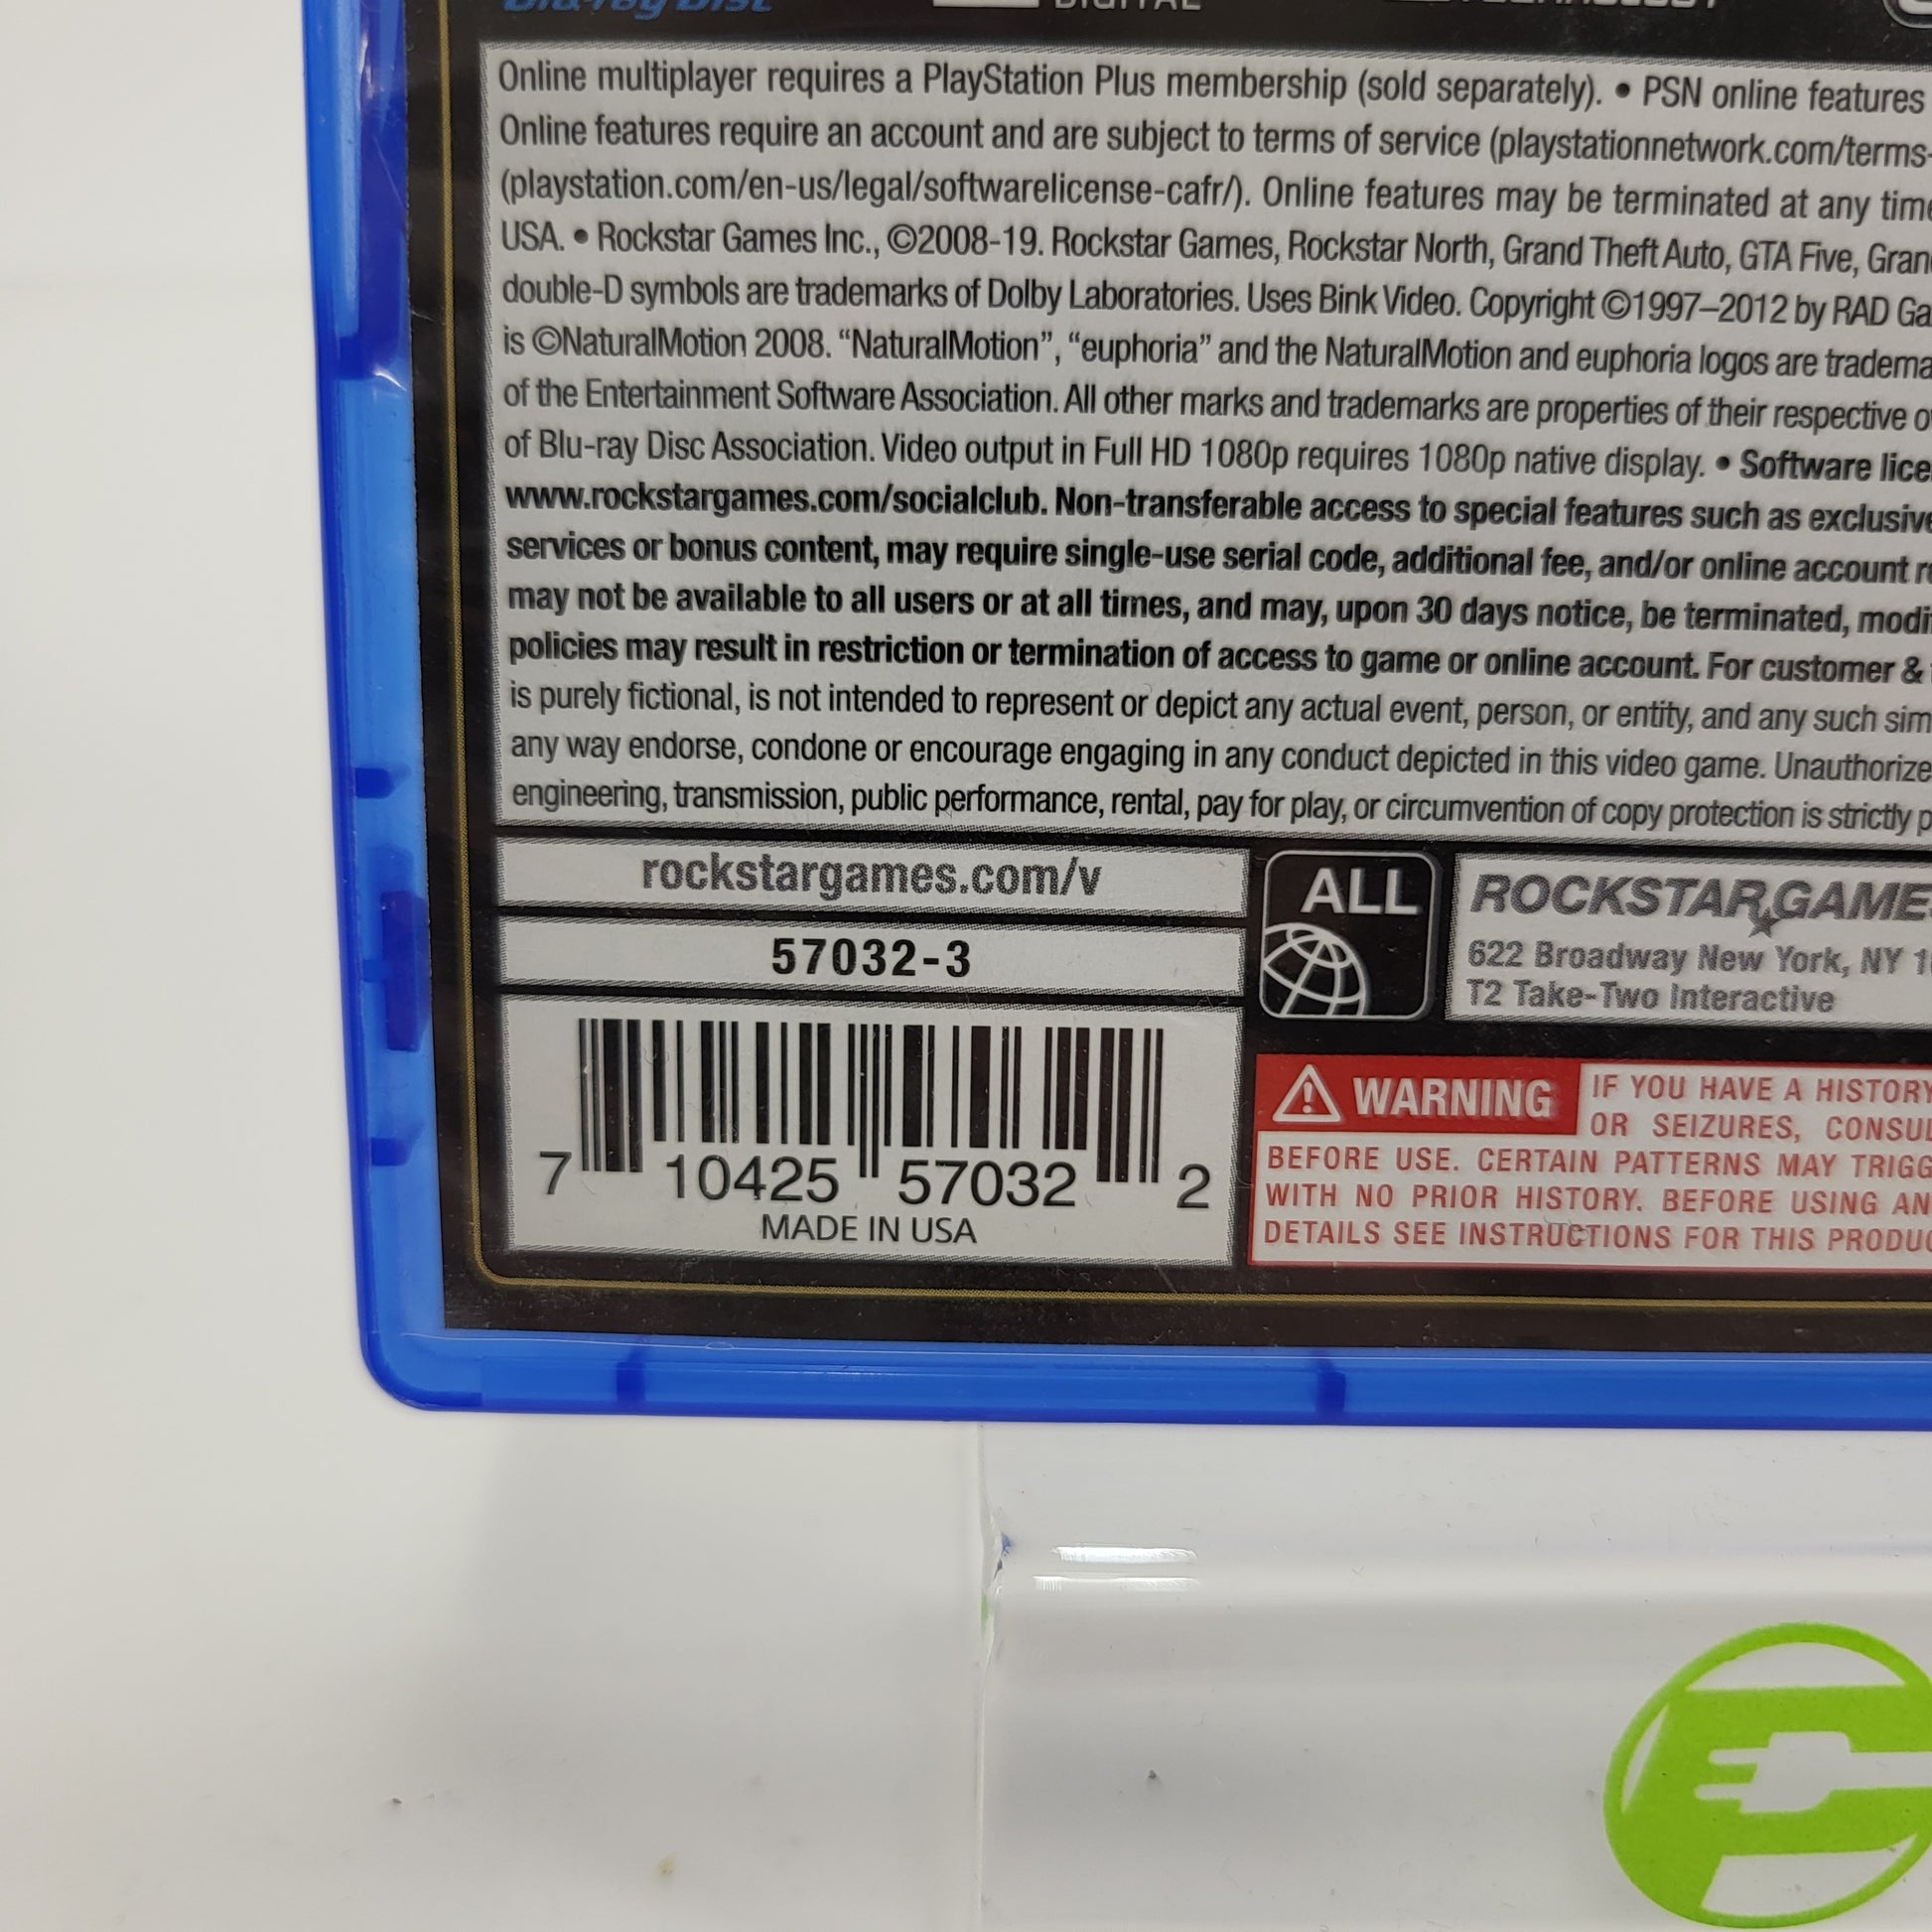 Blu-ray Disc DIGITAL
Online multiplayer requires a PlayStation Plus membership (sold separately). • PSN online features
Online features require an account and are subject to terms of service (playstationnetwork.com/terms-
(playstation.com/en-us/legal/softwarelicense-cafr/). Online features may be terminated at any time
USA. • Rockstar Games Inc., ©2008-19. Rockstar Games, Rockstar North, Grand Theft Auto, GTA Five, Gran
double-D symbols are trademarks of Dolby Laboratories. Uses Bink Video. Copyright ©1997–2012 by RAD Ga
is ©NaturalMotion 2008. “NaturalMotion”, “euphoria” and the NaturalMotion and euphoria logos are tradema
of the Entertainment Software Association. All other marks and trademarks are properties of their respective o
of Blu-ray Disc Association. Video output in Full HD 1080p requires 1080p native display. • Software lice
www.rockstargames.com/socialclub. Non-transferable access to special features such as exclusive
services or bonus content, may require single-use serial code, additional fee, and/or online account r
may not be available to all users or at all times, and may, upon 30 days notice, be terminated, modi
policies may result in restriction or termination of access to game or online account. For customer &
is purely fictional, is not intended to represent or depict any actual event, person, or entity, and any such sim
any way endorse, condone or encourage engaging in any conduct depicted in this video game. Unauthorize
engineering, transmission, public performance, rental, pay for play, or circumvention of copy protection is strictly p
rockstargames.com/v
57032-3
7 10425 57032 2
MADE IN USA
ALL
ROCKSTAR GAMES
622 Broadway New York, NY 1
T2 Take-Two Interactive
WARNING IF YOU HAVE A HISTORY
OR SEIZURES, CONSUL
BEFORE USE. CERTAIN PATTERNS MAY TRIGG
WITH NO PRIOR HISTORY. BEFORE USING AN
DETAILS SEE INSTRUCTIONS FOR THIS PRODUC